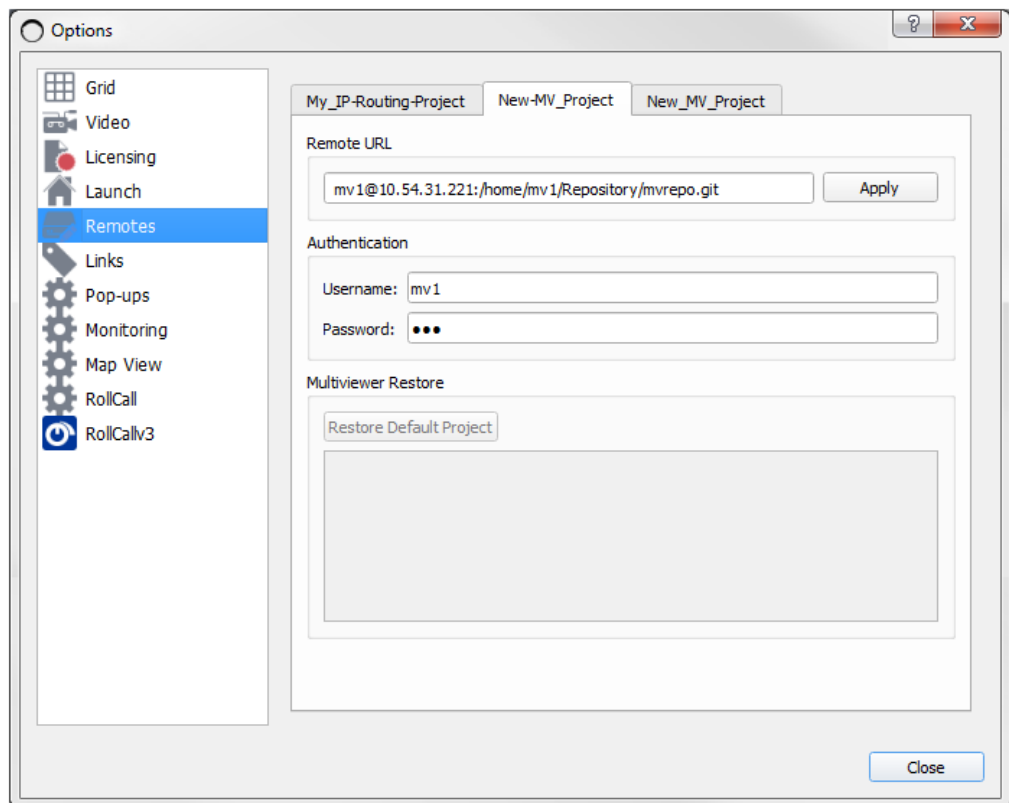 Options
Grid
Video
Licensing
Launch
Remotes
Links
Pop-ups
Monitoring
Map View
RollCall
RollCallv3
My_IP-Routing-Project
New-MV_Project
New_MV_Project
Remote URL
mv1@10.54.31.221:/home/mv1/Repository/mvrepo.git
Apply
Authentication
Username: mv1
Password: •••
Multiviewer Restore
Restore Default Project
Close